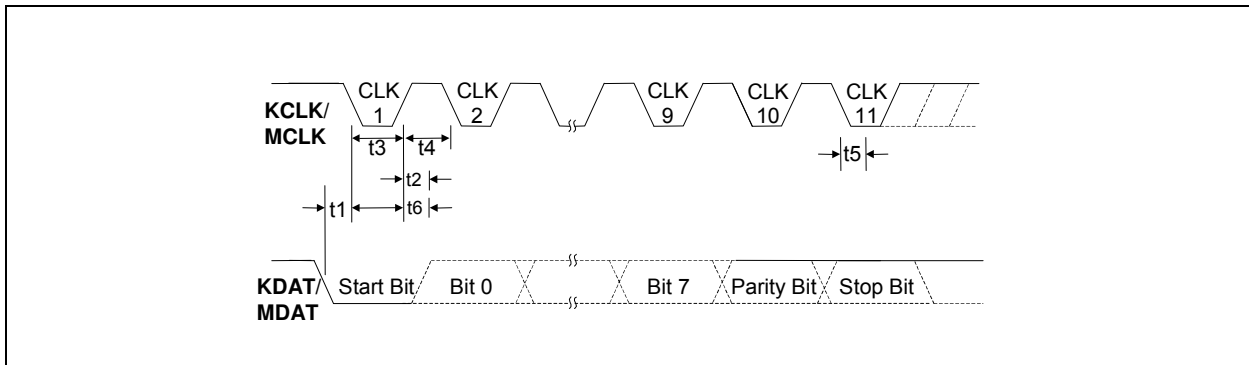 KCLK/
MCLK
CLK
1
CLK
2
CLK
9
CLK
10
CLK
11
t3
t4
t5
t2
t1
t6
KDAT/
MDAT
Start Bit
Bit 0
Bit 7
Parity Bit
Stop Bit